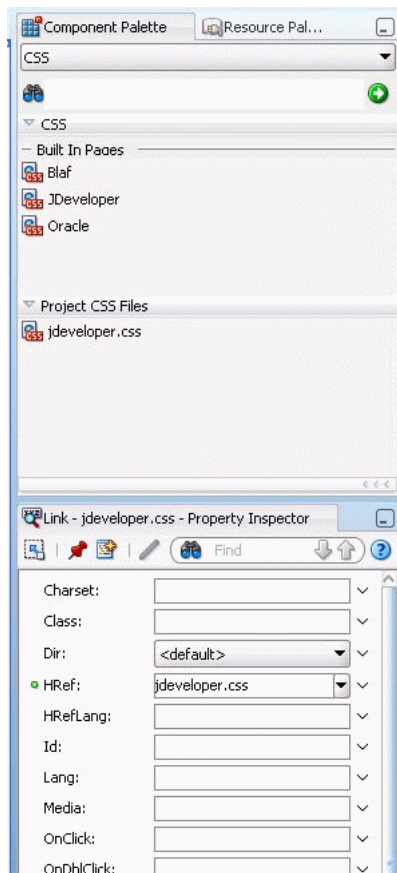 Component Palette Resource Pal...
CSS
CSS
Built In Pages
Blaf
JDeveloper
Oracle
Project CSS Files
jdeveloper.css
Link - jdeveloper.css - Property Inspector
Find
Charset:
Class:
Dir: <default>
HRef: jdeveloper.css
HRefLang:
Id:
Lang:
Media:
OnClick:
OnDblClick: